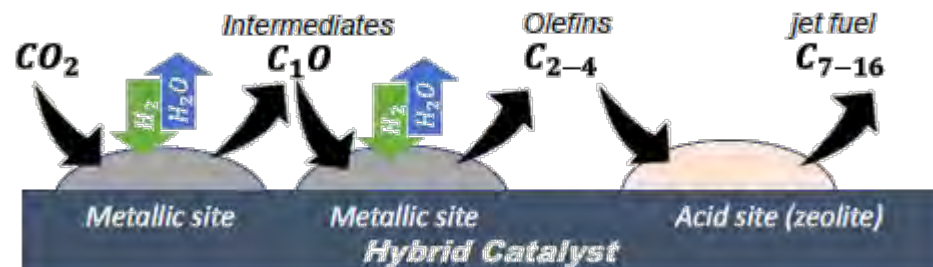 Intermediates
Olefins
jet fuel
CO₂
C₁O
C₂₋₄
C₇₋₁₆
H₂
H₂O
H₂
H₂O
Metallic site
Metallic site
Acid site (zeolite)
Hybrid Catalyst